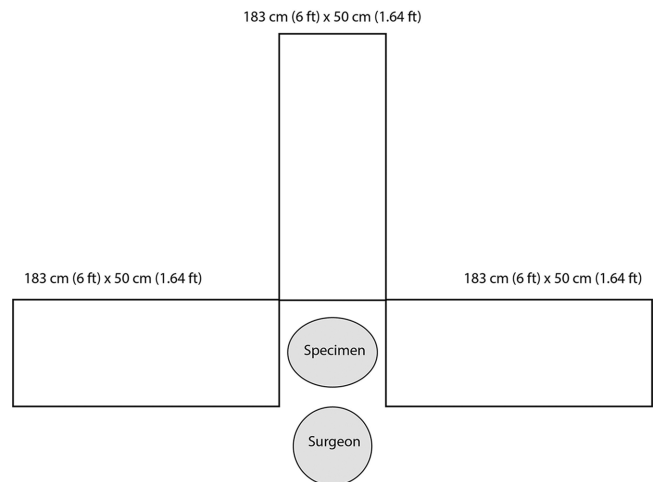 183 cm (6 ft) x 50 cm (1.64 ft)
183 cm (6 ft) x 50 cm (1.64 ft)
183 cm (6 ft) x 50 cm (1.64 ft)
Specimen
Surgeon